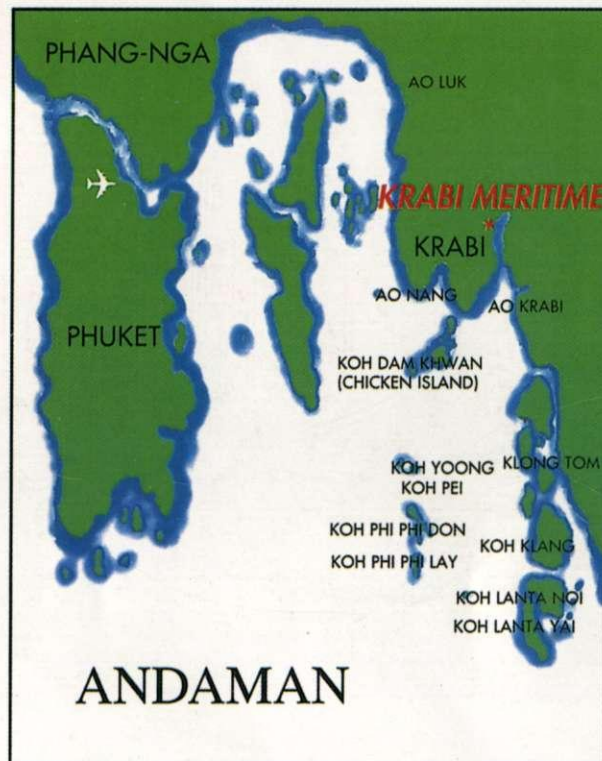 PHANG-NGA
AO LUK
KRABI MERITIME
KRABI
AO NANG
AO KRABI
PHUKET
KOH DAM KHWAN
(CHICKEN ISLAND)
KOH YOONG
KLONG TOM
KOH PEI
KOH PHI PHI DON
KOH KLANG
KOH PHI PHI LAY
KOH LANTA NOI
KOH LANTA YAI
ANDAMAN